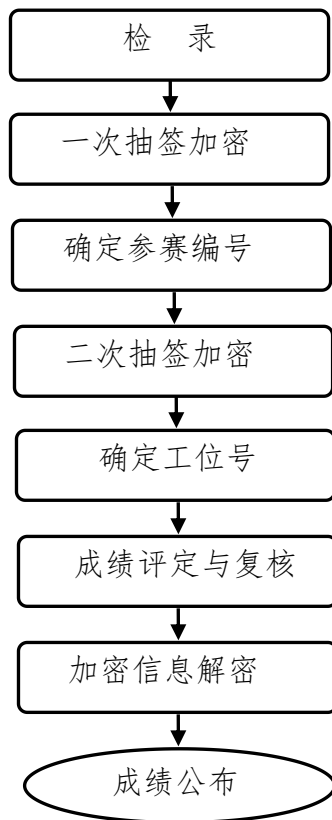 检 录
一次抽签加密
确定参赛编号
二次抽签加密
确定工位号
成绩评定与复核
加密信息解密
成绩公布